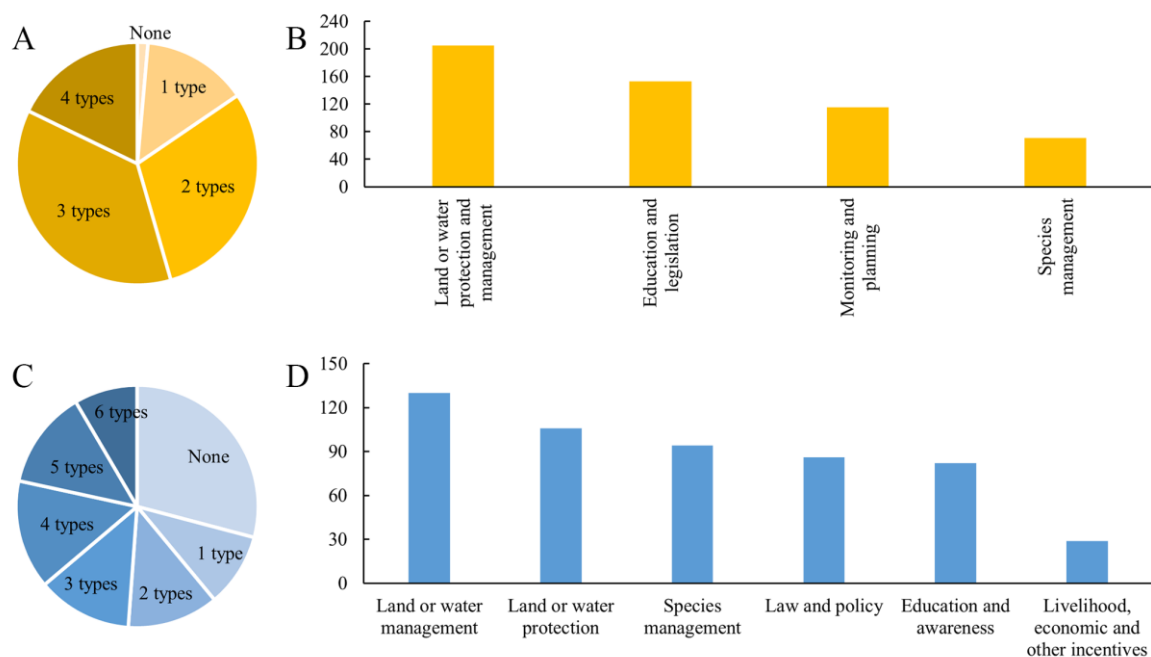 A
None
1 type
2 types
3 types
4 types
B
240
200
160
120
80
40
0
Land or water
protection and
management
Education and
legislation
Monitoring and
planning
Species
management
C
None
1 type
2 types
3 types
4 types
5 types
6 types
D
150
120
90
60
30
0
Land or water
management
Land or water
protection
Species
management
Law and policy
Education and
awareness
Livelihood,
economic and
other incentives